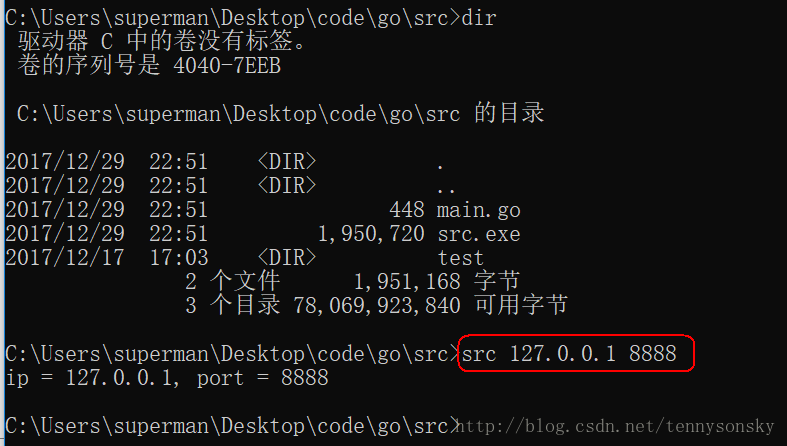 C:\Users\superman\Desktop\code\go\src>dir
驱动器 C 中的卷没有标签。
卷的序列号是 4040-7EEB
C:\Users\superman\Desktop\code\go\src 的目录
2017/12/29  22:51    <DIR>          .
2017/12/29  22:51    <DIR>          ..
2017/12/29  22:51               448 main.go
2017/12/29  22:51         1,950,720 src.exe
2017/12/17  17:03    <DIR>          test
2 个文件      1,951,168 字节
3 个目录 78,069,923,840 可用字节
C:\Users\superman\Desktop\code\go\src>src 127.0.0.1 8888
ip = 127.0.0.1, port = 8888
C:\Users\superman\Desktop\code\go\src>http://blog.csdn.net/tennysonsky